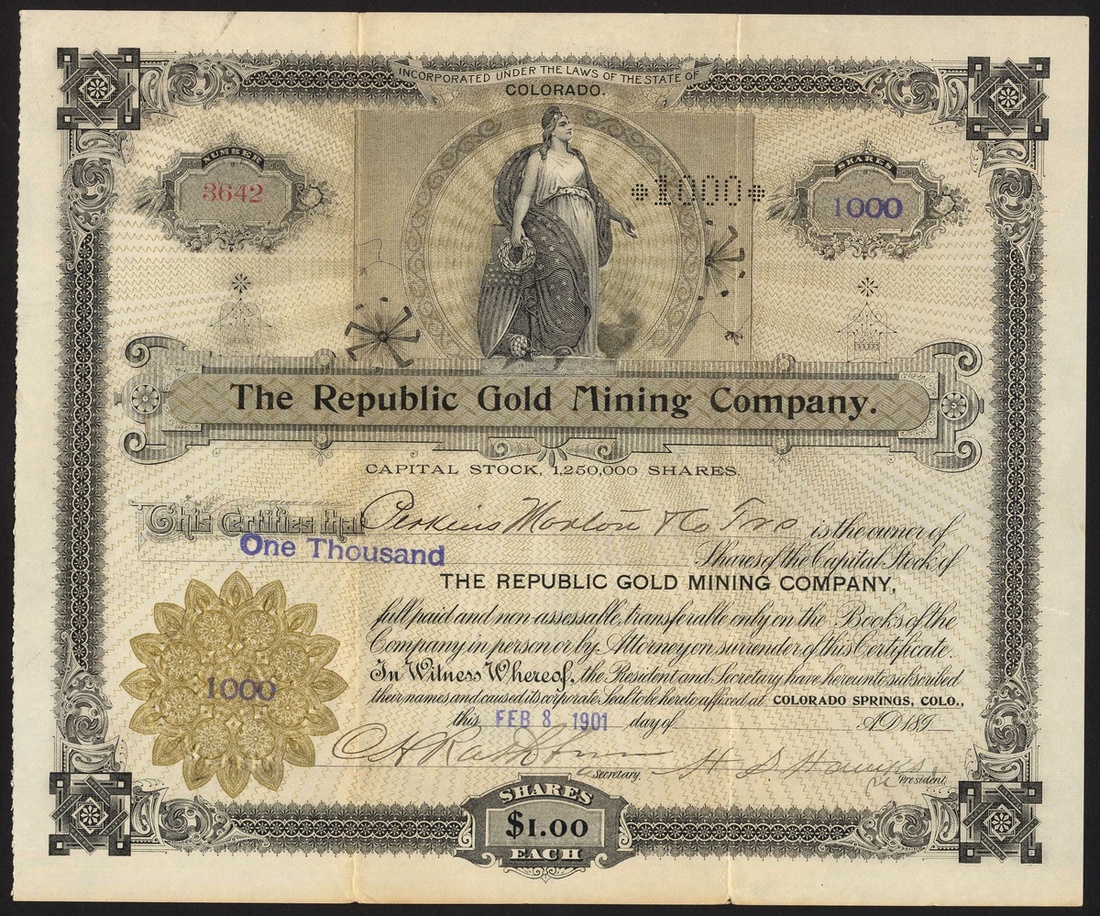 INCORPORATED UNDER THE LAWS OF THE STATE OF
COLORADO.
NUMBER
3642
*1000*
SHARES
1000
The Republic Gold Mining Company.
CAPITAL STOCK, 1,250,000 SHARES.
This Certifies that Perkins Morton & Co Trs is the owner of
One Thousand Shares of the Capital Stock of
THE REPUBLIC GOLD MINING COMPANY,
full paid and non assessable, transferable only on the Books of the
Company in person or by Attorney on surrender of this Certificate.
In Witness Whereof, the President and Secretary have hereunto subscribed
their names and caused its corporate Seal to be hereto affixed at COLORADO SPRINGS, COLO.,
1000
this FEB 8 1901 day of A.D. 189
Secretary.
President.
SHARES
$1.00
EACH